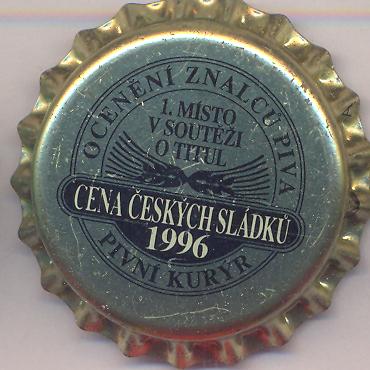 OCENĚNÍ ZNALCŮ PIVA
1. MÍSTO
V SOUTĚŽI
O TITUL
CENA ČESKÝCH SLÁDKŮ
1996
PIVNÍ KURÝR